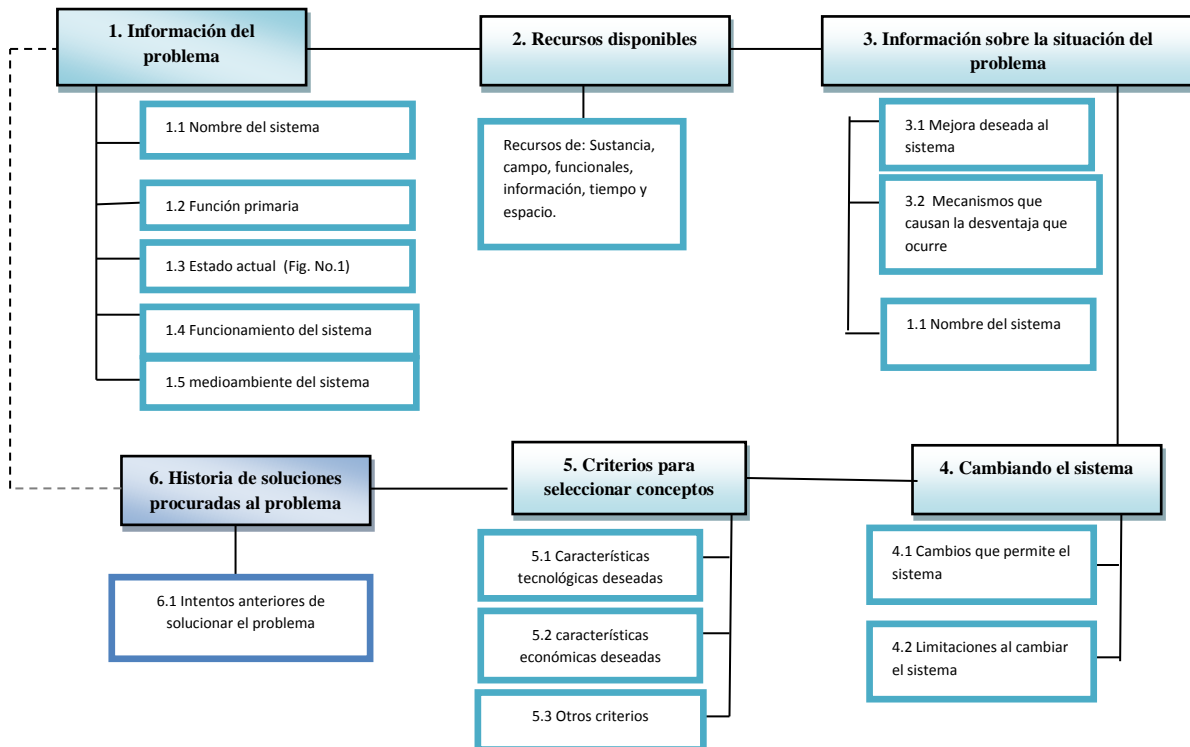 1. Información del
problema
1.1 Nombre del sistema
1.2 Función primaria
1.3 Estado actual (Fig. No.1)
1.4 Funcionamiento del sistema
1.5 medioambiente del sistema
2. Recursos disponibles
Recursos de: Sustancia,
campo, funcionales,
información, tiempo y
espacio.
3. Información sobre la situación del
problema
3.1 Mejora deseada al
sistema
3.2 Mecanismos que
causan la desventaja que
ocurre
1.1 Nombre del sistema
4. Cambiando el sistema
4.1 Cambios que permite el
sistema
4.2 Limitaciones al cambiar
el sistema
5. Criterios para
seleccionar conceptos
5.1 Características
tecnológicas deseadas
5.2 características
económicas deseadas
5.3 Otros criterios
6. Historia de soluciones
procuradas al problema
6.1 Intentos anteriores de
solucionar el problema